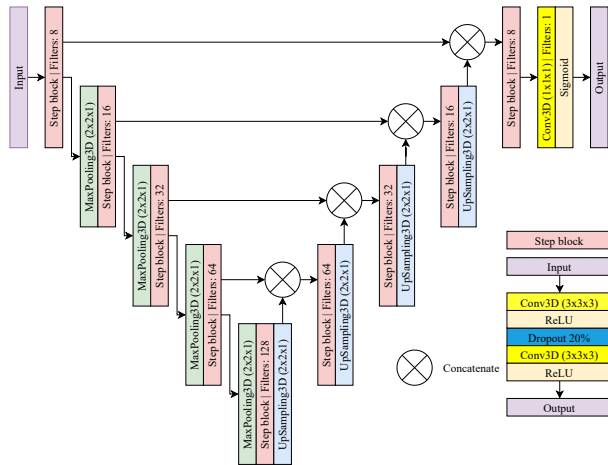 Input
Step block | Filters: 8
MaxPooling3D (2x2x1)
Step block | Filters: 16
MaxPooling3D (2x2x1)
Step block | Filters: 32
MaxPooling3D (2x2x1)
Step block | Filters: 64
MaxPooling3D (2x2x1)
Step block | Filters: 128
UpSampling3D (2x2x1)
Step block | Filters: 64
UpSampling3D (2x2x1)
Step block | Filters: 32
UpSampling3D (2x2x1)
Step block | Filters: 16
UpSampling3D (2x2x1)
Step block | Filters: 8
Conv3D (1x1x1) | Filters: 1
Sigmoid
Output
Concatenate
Step block
Input
Conv3D (3x3x3)
ReLU
Dropout 20%
Conv3D (3x3x3)
ReLU
Output